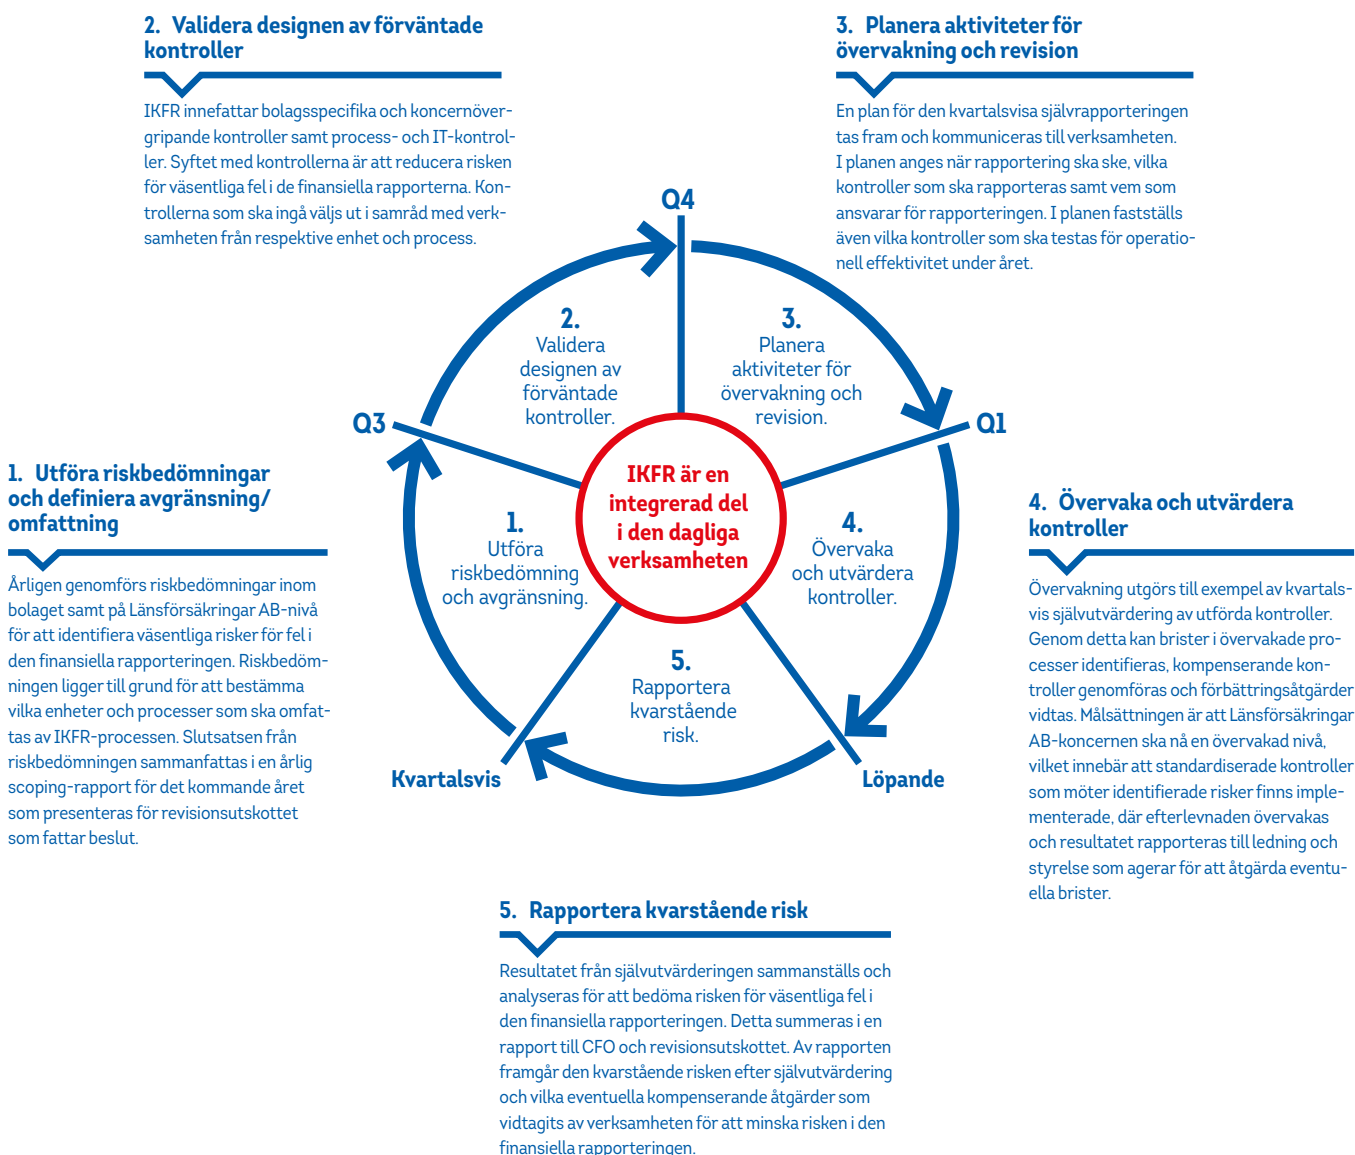 2. Validera designen av förväntade
kontroller
IKFR innefattar bolagsspecifika och koncernöver-
gripande kontroller samt process- och IT-kontrol-
ler. Syftet med kontrollerna är att reducera risken
för väsentliga fel i de finansiella rapporterna. Kon-
trollerna som ska ingå väljs ut i samråd med verk-
samheten från respektive enhet och process.
3. Planera aktiviteter för
övervakning och revision
En plan för den kvartalsvisa självrapporteringen
tas fram och kommuniceras till verksamheten.
I planen anges när rapportering ska ske, vilka
kontroller som ska rapporteras samt vem som
ansvarar för rapporteringen. I planen fastställs
även vilka kontroller som ska testas för operatio-
nell effektivitet under året.
Q4
2.
Validera
designen av
förväntade
kontroller.
3.
Planera
aktiviteter för
övervakning och
revision.
Q3
Q1
IKFR är en
integrerad del
i den dagliga
verksamheten
1.
Utföra
riskbedömning
och avgränsning.
4.
Övervaka
och utvärdera
kontroller.
5.
Rapportera
kvarstående
risk.
Kvartalsvis
Löpande
1. Utföra riskbedömningar
och definiera avgränsning/
omfattning
Årligen genomförs riskbedömningar inom
bolaget samt på Länsförsäkringar AB-nivå
för att identifiera väsentliga risker för fel i
den finansiella rapporteringen. Riskbedöm-
ningen ligger till grund för att bestämma
vilka enheter och processer som ska omfat-
tas av IKFR-processen. Slutsatsen från
riskbedömningen sammanfattas i en årlig
scoping-rapport för det kommande året
som presenteras för revisionsutskottet
som fattar beslut.
4. Övervaka och utvärdera
kontroller
Övervakning utgörs till exempel av kvartals-
vis självutvärdering av utförda kontroller.
Genom detta kan brister i övervakade pro-
cesser identifieras, kompenserande kon-
troller genomföras och förbättringsåtgärder
vidtas. Målsättningen är att Länsförsäkringar
AB-koncernen ska nå en övervakad nivå,
vilket innebär att standardiserade kontroller
som möter identifierade risker finns imple-
menterade, där efterlevnaden övervakas
och resultatet rapporteras till ledning och
styrelse som agerar för att åtgärda eventu-
ella brister.
5. Rapportera kvarstående risk
Resultatet från självutvärderingen sammanställs och
analyseras för att bedöma risken för väsentliga fel i
den finansiella rapporteringen. Detta summeras i en
rapport till CFO och revisionsutskottet. Av rapporten
framgår den kvarstående risken efter självutvärdering
och vilka eventuella kompenserande åtgärder som
vidtagits av verksamheten för att minska risken i den
finansiella rapporteringen.